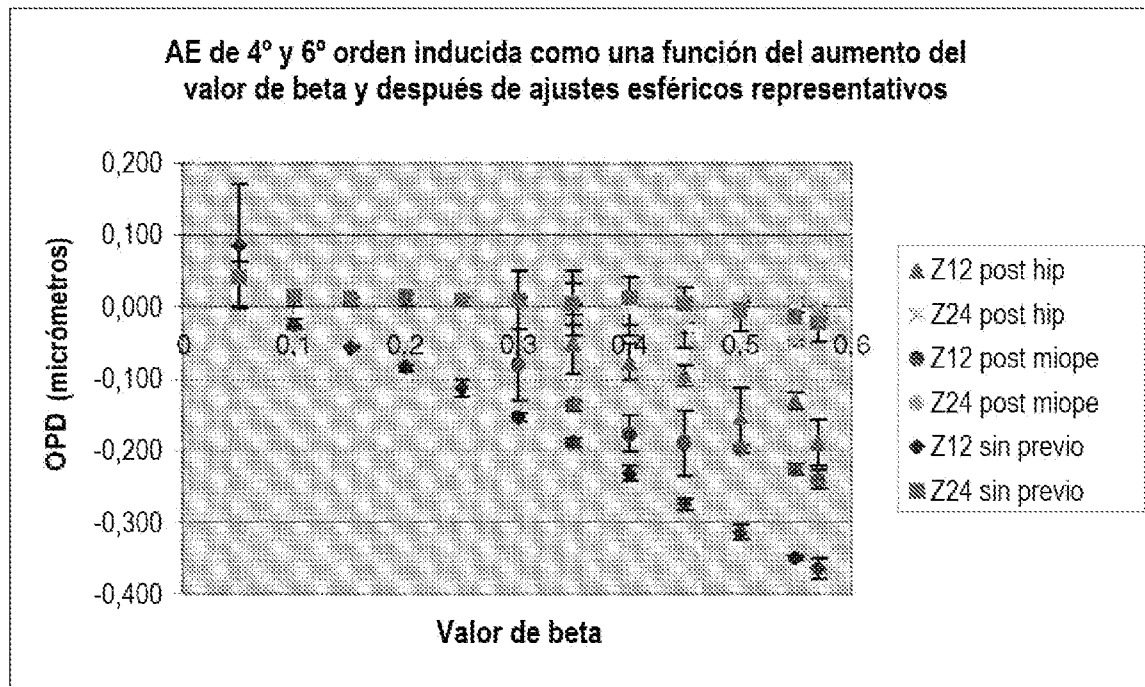 AE de 4º y 6º orden inducida como una función del aumento del
valor de beta y después de ajustes esféricos representativos
OPD (micrómetros)
0,200
0,100
0,000
-0,100
-0,200
-0,300
-0,400
0 0,1 0,2 0,3 0,4 0,5 0,6
Valor de beta
Z12 post hip
Z24 post hip
Z12 post miope
Z24 post miope
Z12 sin previo
Z24 sin previo